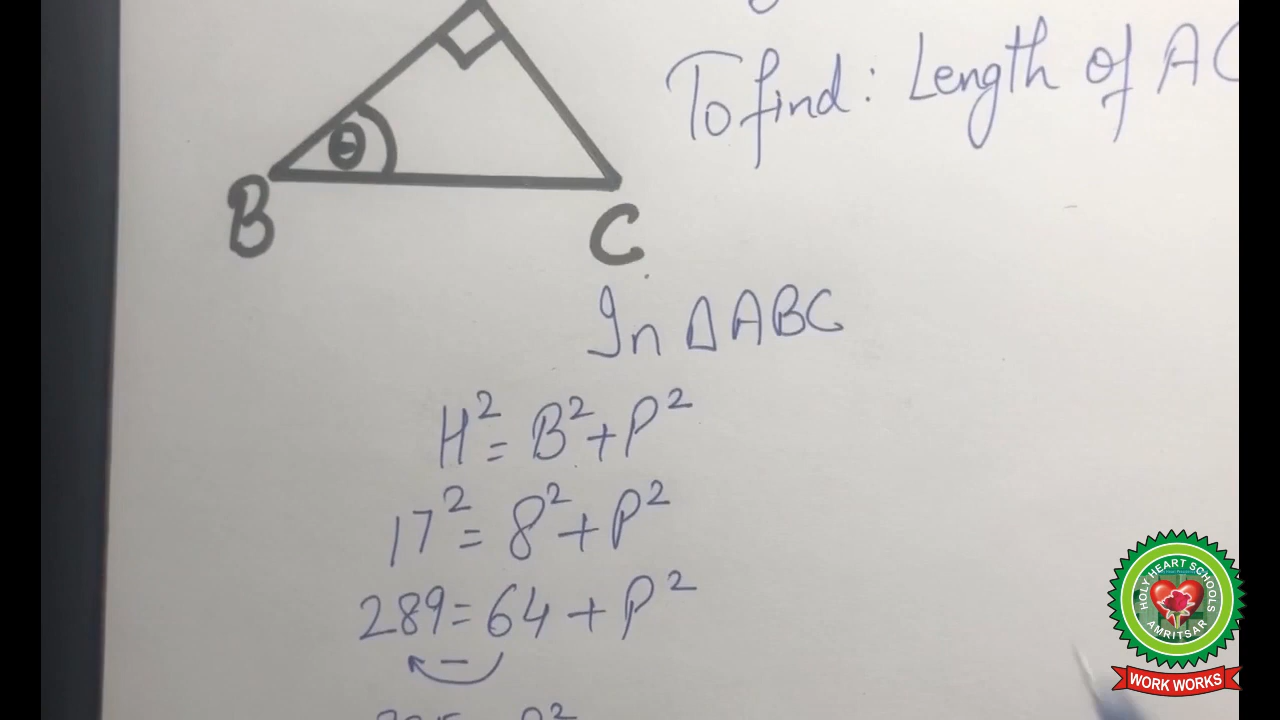 To find: Length of AC
θ
B
C
In ΔABC
H² = B² + P²
17² = 8² + P²
289 = 64 + P²
−
HOLY HEART SCHOOLS
AMRITSAR
WORK WORKS